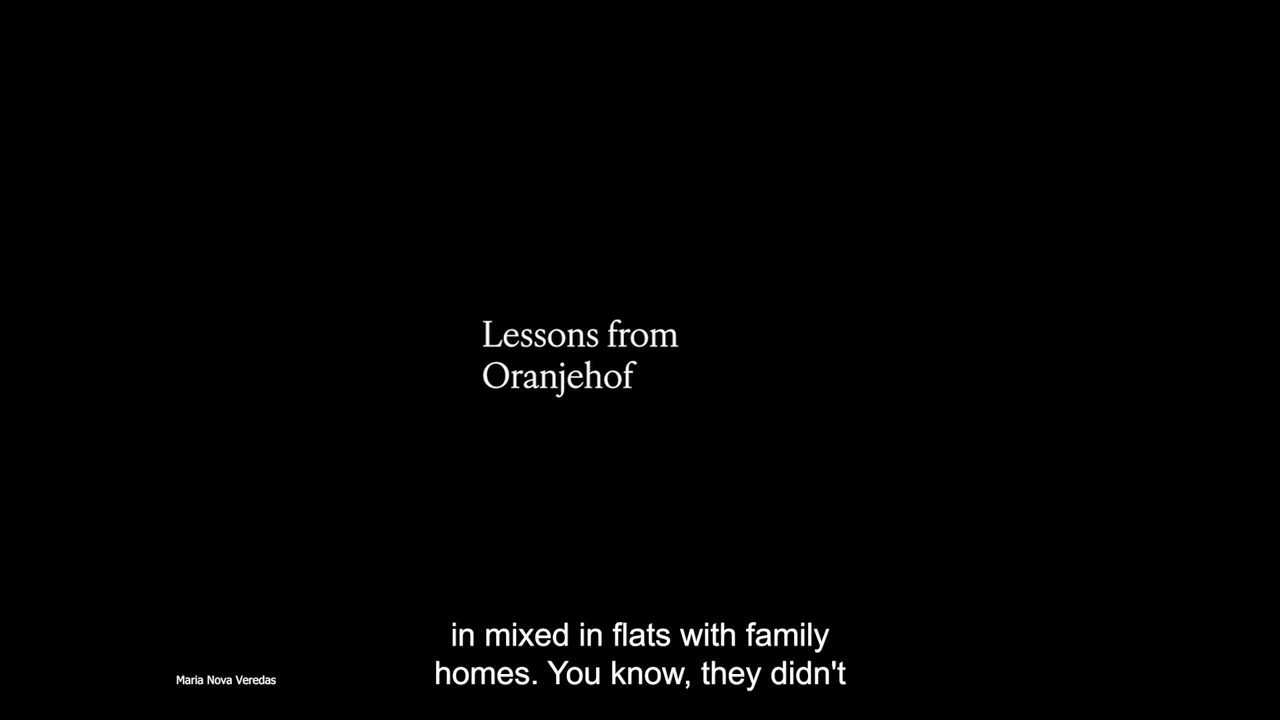 Lessons from
Oranjehof
in mixed in flats with family
homes. You know, they didn't
Maria Nova Veredas